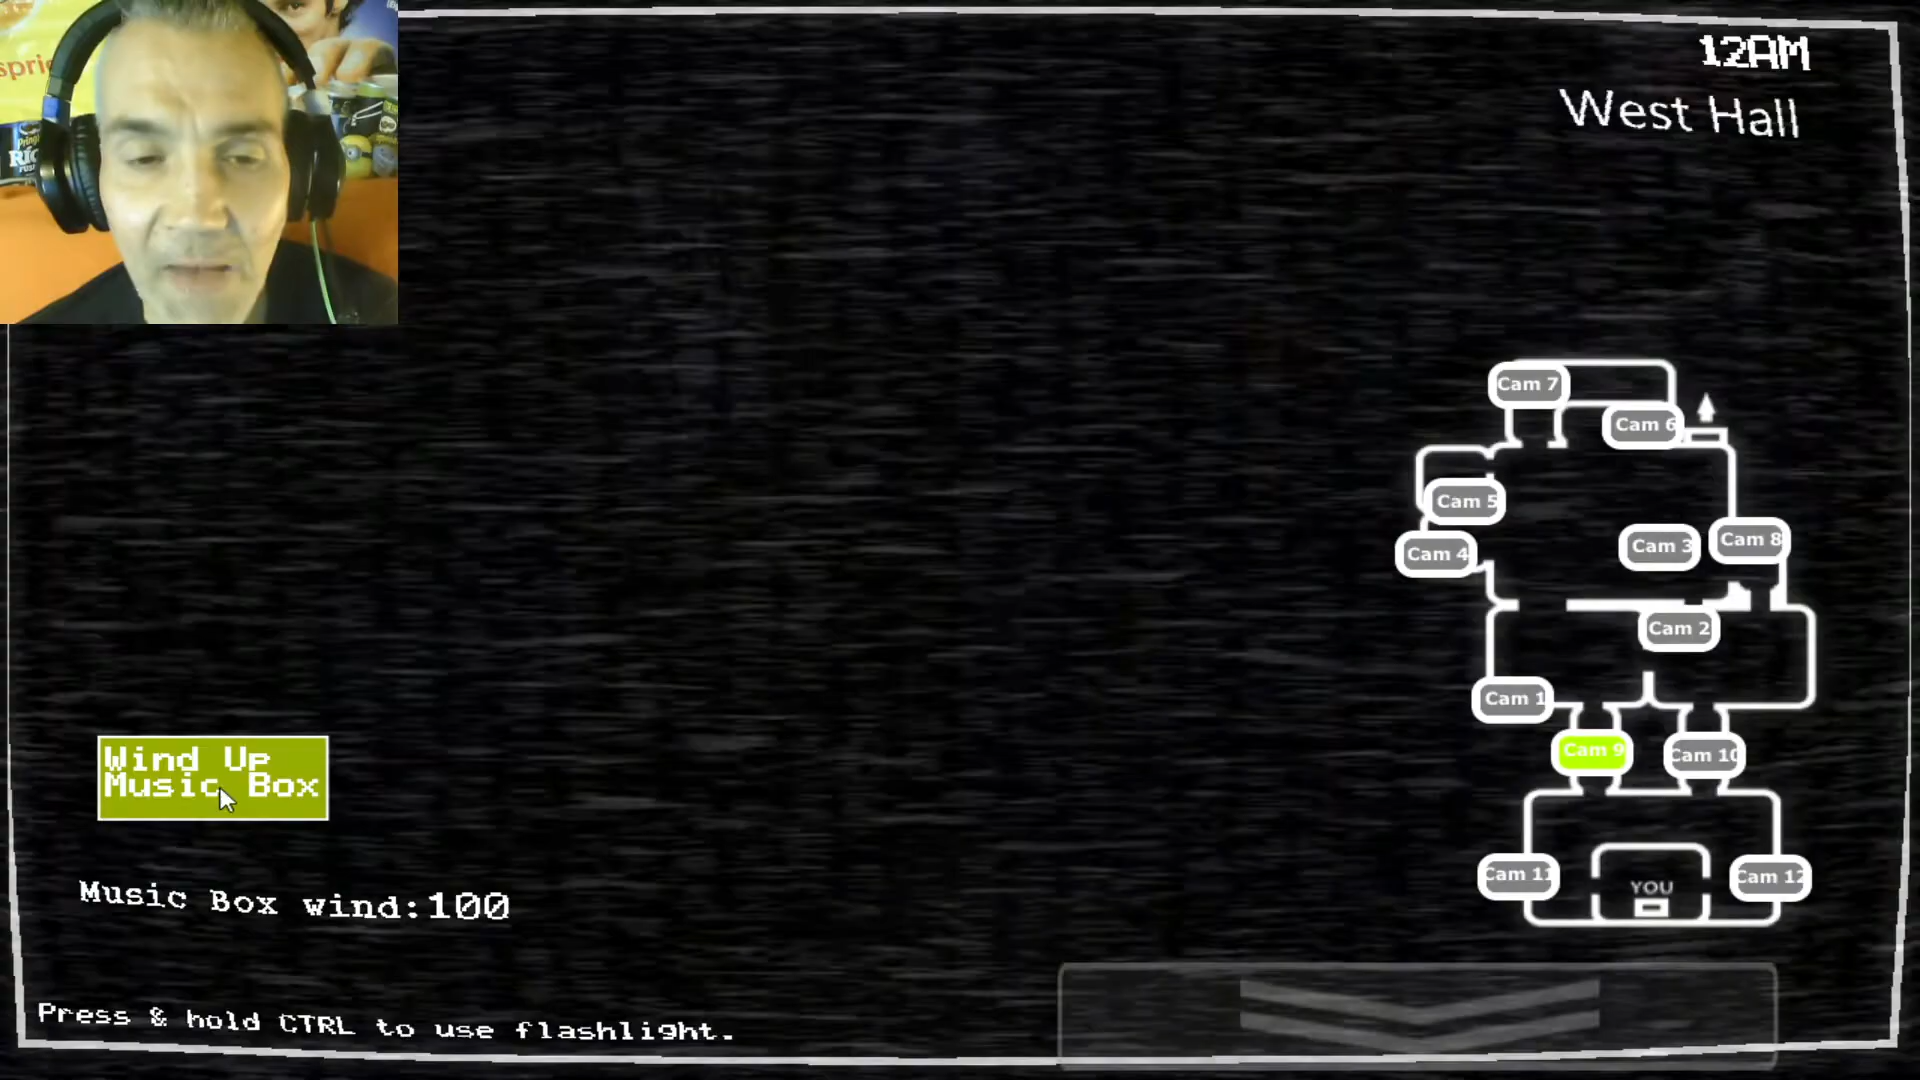 sprie
Pringles
12AM
West Hall
Cam 7
Cam 6
Cam 5
Cam 3
Cam 8
Cam 4
Cam 2
Cam 1
Cam 9
Cam 10
Wind Up
Music Box
Cam 11
YOU
Cam 12
Music Box wind:100
Press & hold CTRL to use flashlight.